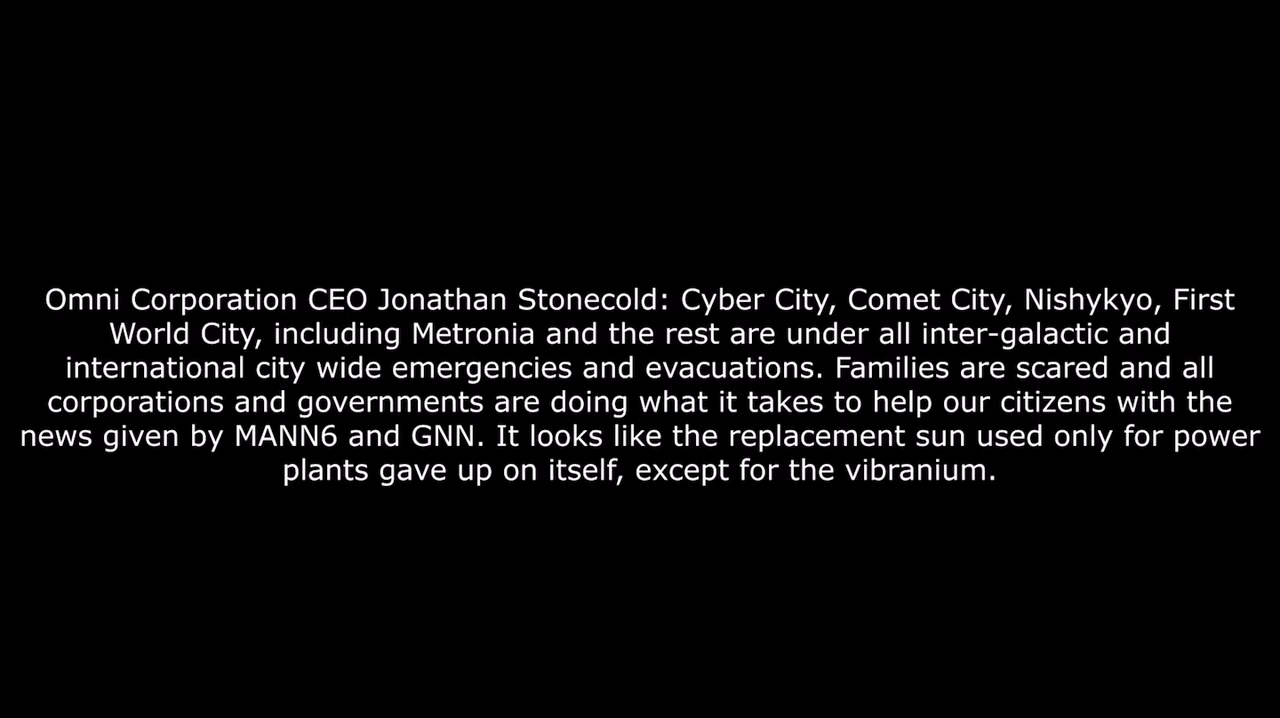 Omni Corporation CEO Jonathan Stonecold: Cyber City, Comet City, Nishykyo, First
World City, including Metronia and the rest are under all inter-galactic and
international city wide emergencies and evacuations. Families are scared and all
corporations and governments are doing what it takes to help our citizens with the
news given by MANN6 and GNN. It looks like the replacement sun used only for power
plants gave up on itself, except for the vibranium.